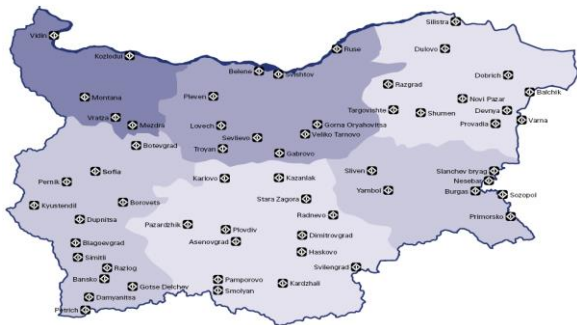 Silistra
Vidin
Ruse
Dulovo
Kozlodui
Belene
Svishtov
Dobrich
Razgrad
Balchik
Montana
Pleven
Novi Pazar
Targovishte
Devnya
Shumen
Varna
Vratza
Provadia
Mezdra
Lovech
Gorna Oryahovitsa
Veliko Tarnovo
Sevlievo
Botevgrad
Troyan
Gabrovo
Sofia
Sliven
Slanchev bryag
Pernik
Karlovo
Kazanlak
Nesebar
Yambol
Burgas
Sozopol
Kyustendil
Borovets
Stara Zagora
Dupnitsa
Radnevo
Primorsko
Pazardzhik
Plovdiv
Dimitrovgrad
Blagoevgrad
Asenovgrad
Simitli
Haskovo
Razlog
Svilengrad
Bansko
Pamporovo
Gotse Delchev
Smolyan
Kardzhali
Damyanitsa
Petrich